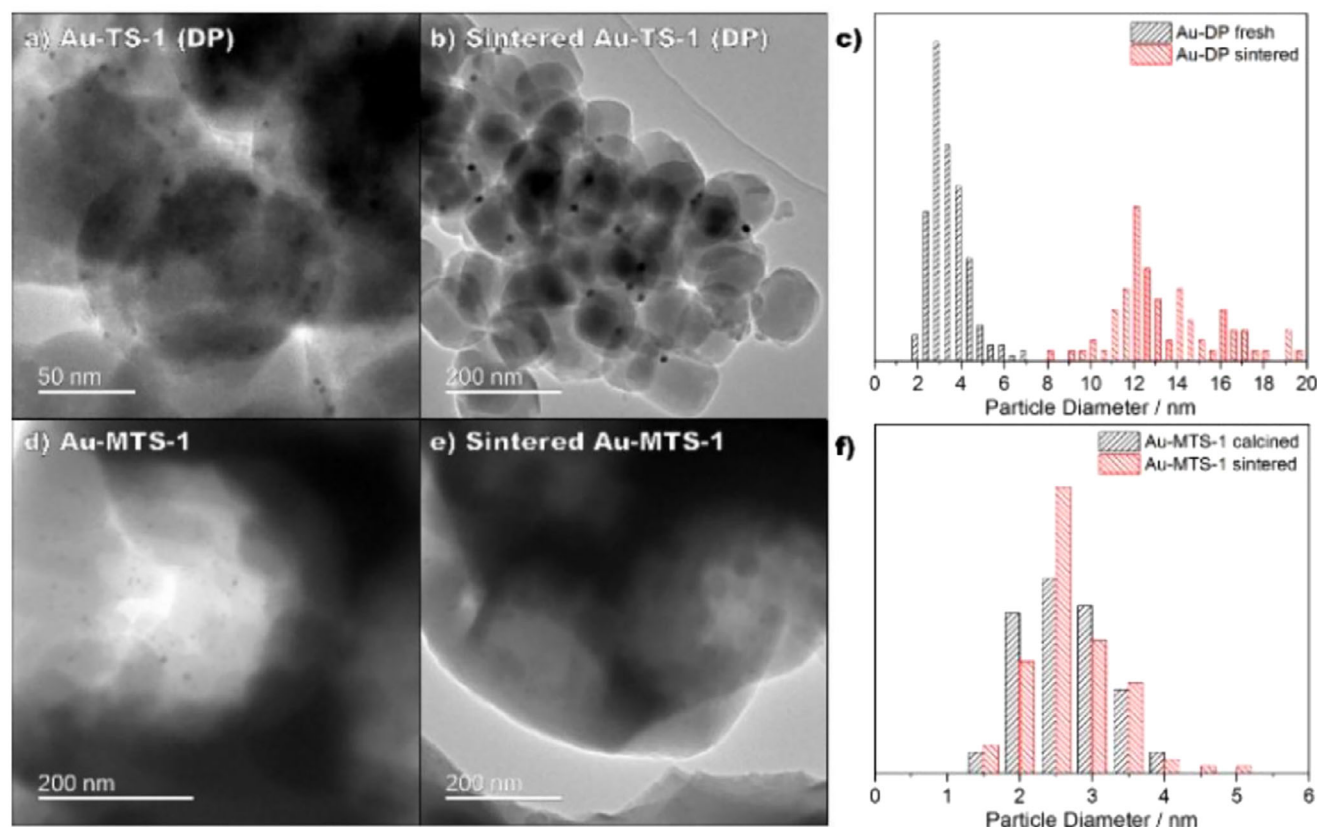 a) Au-TS-1 (DP)
50 nm
b) Sintered Au-TS-1 (DP)
200 nm
c)
Au-DP fresh
Au-DP sintered
0 2 4 6 8 10 12 14 16 18 20
Particle Diameter / nm
d) Au-MTS-1
200 nm
e) Sintered Au-MTS-1
200 nm
f)
Au-MTS-1 calcined
Au-MTS-1 sintered
0 1 2 3 4 5 6
Particle Diameter / nm